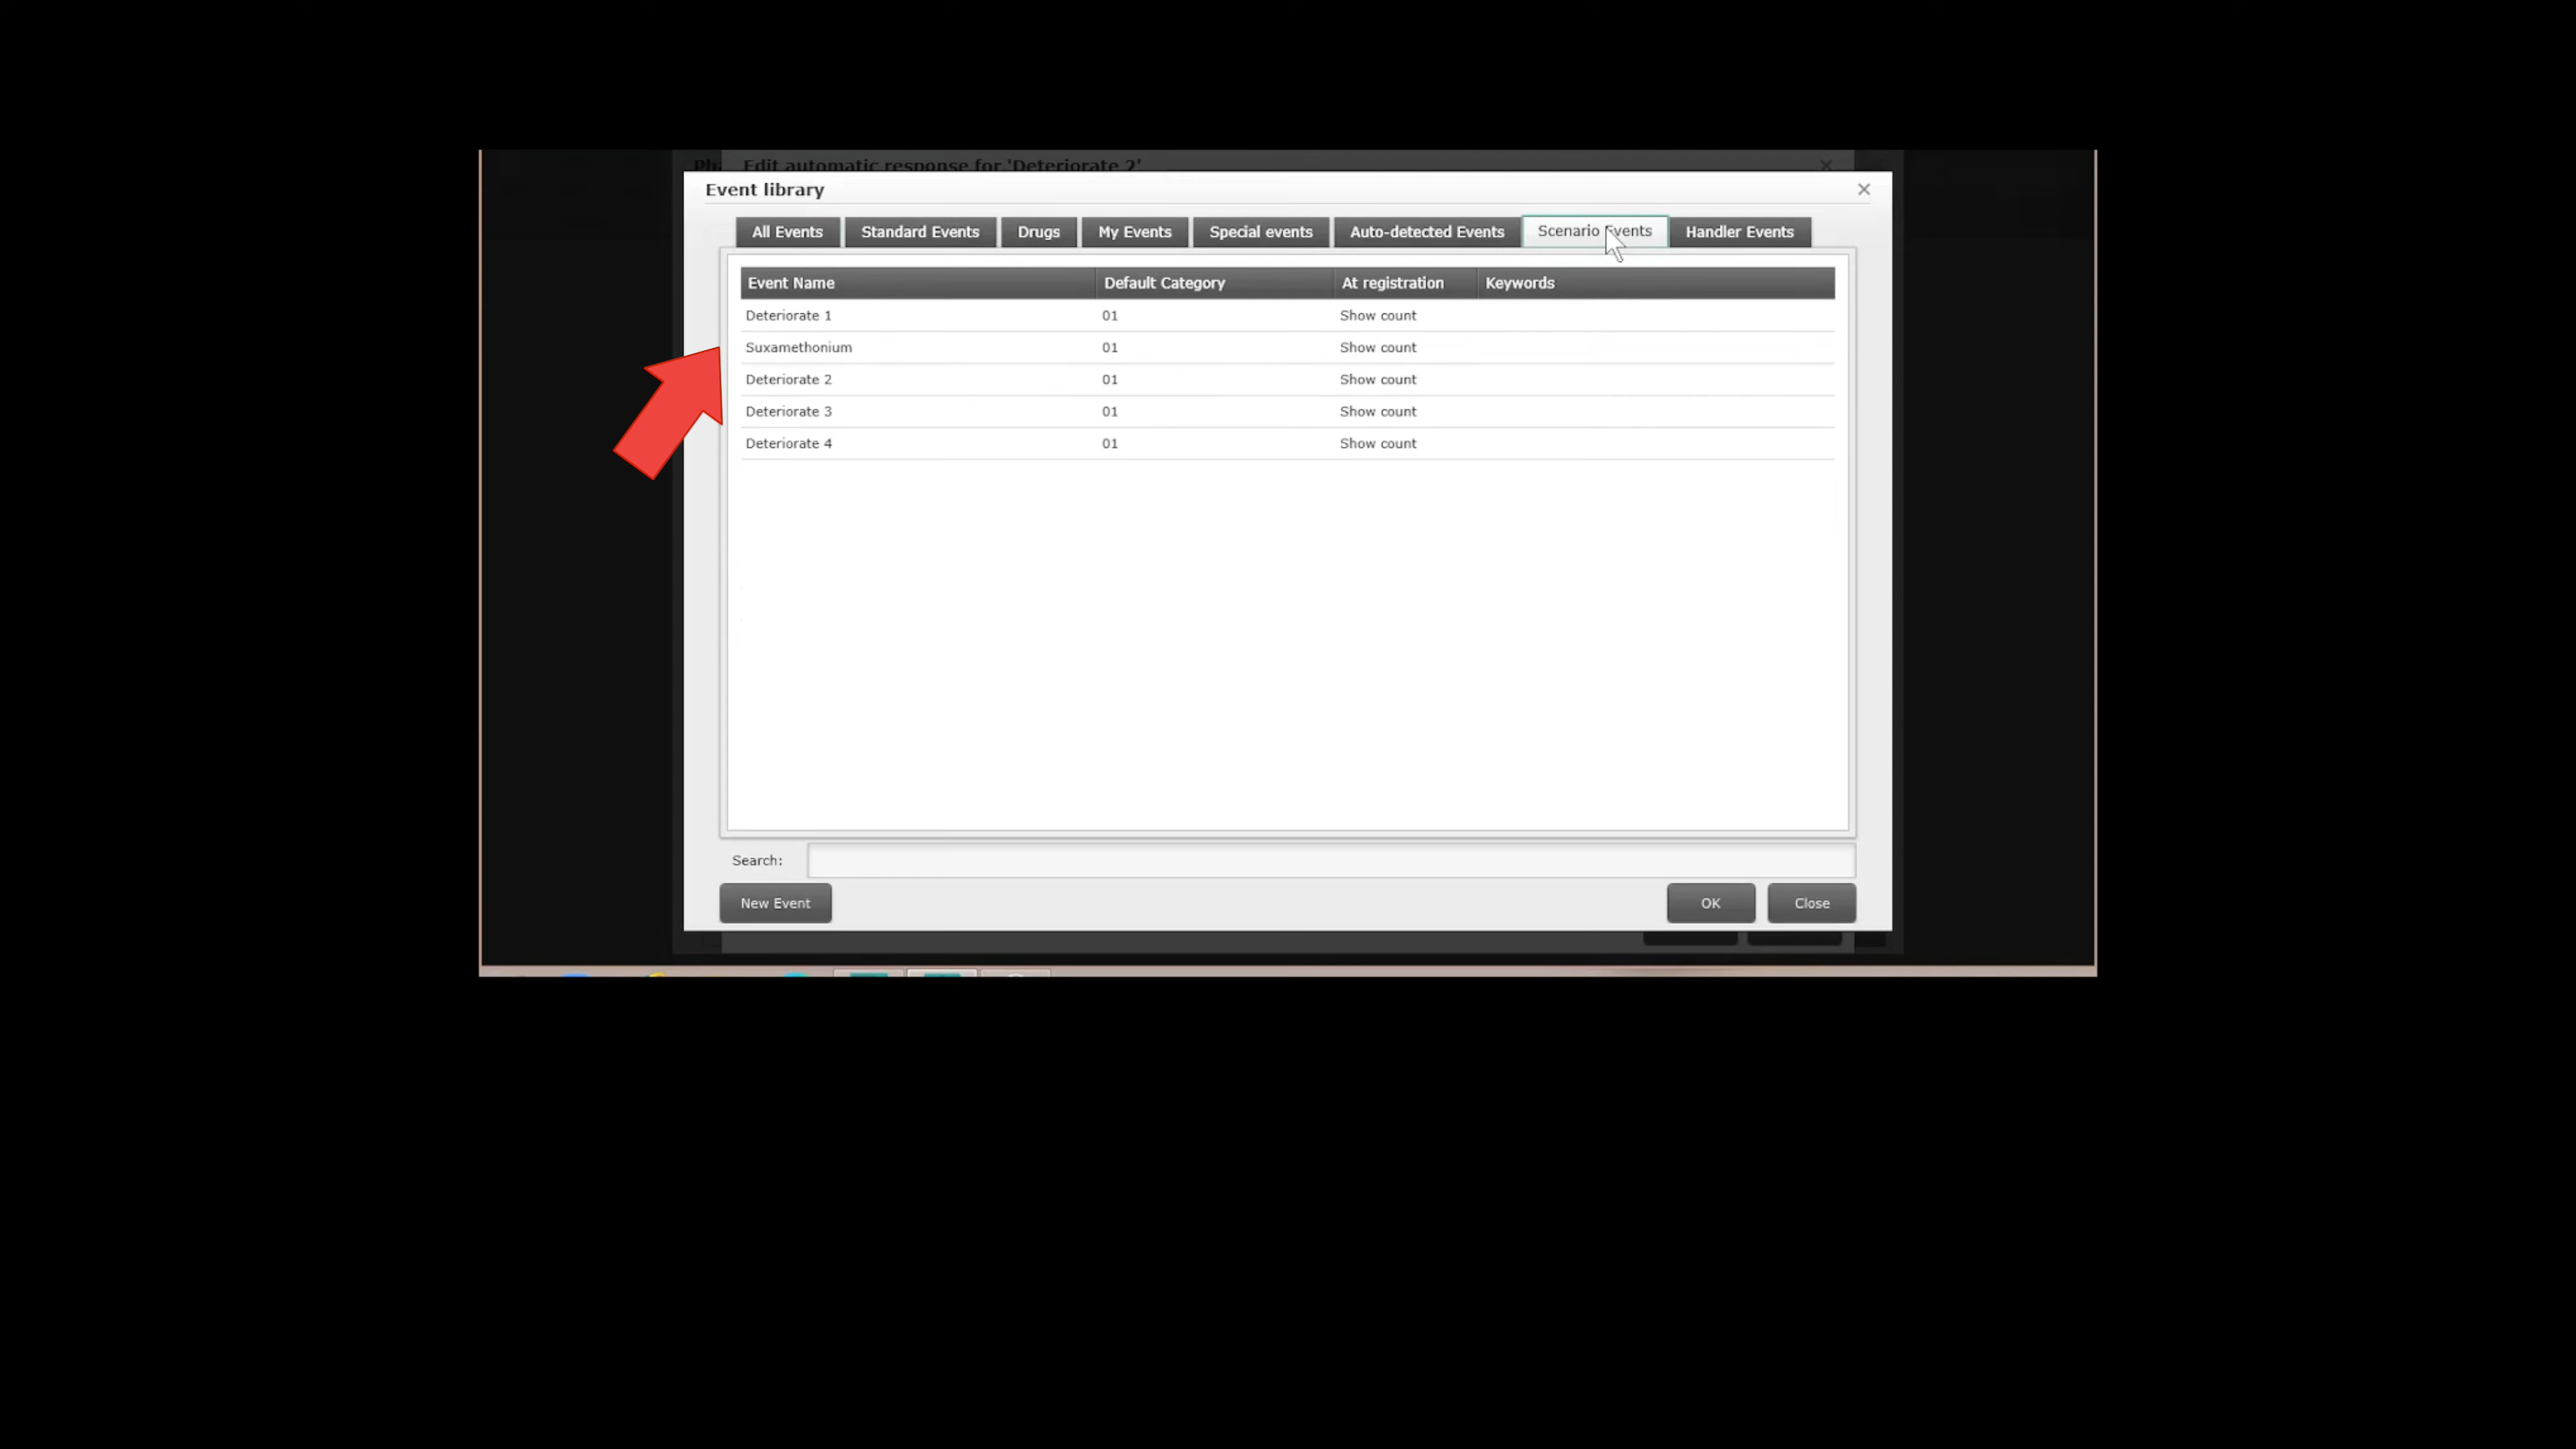 Edit automatic response for 'Deteriorate 2'
Event library
All Events Standard Events Drugs My Events Special events Auto-detected Events Scenario Events Handler Events
Event Name Default Category At registration Keywords
Deteriorate 1 01 Show count
Suxamethonium 01 Show count
Deteriorate 2 01 Show count
Deteriorate 3 01 Show count
Deteriorate 4 01 Show count
Search:
New Event OK Close